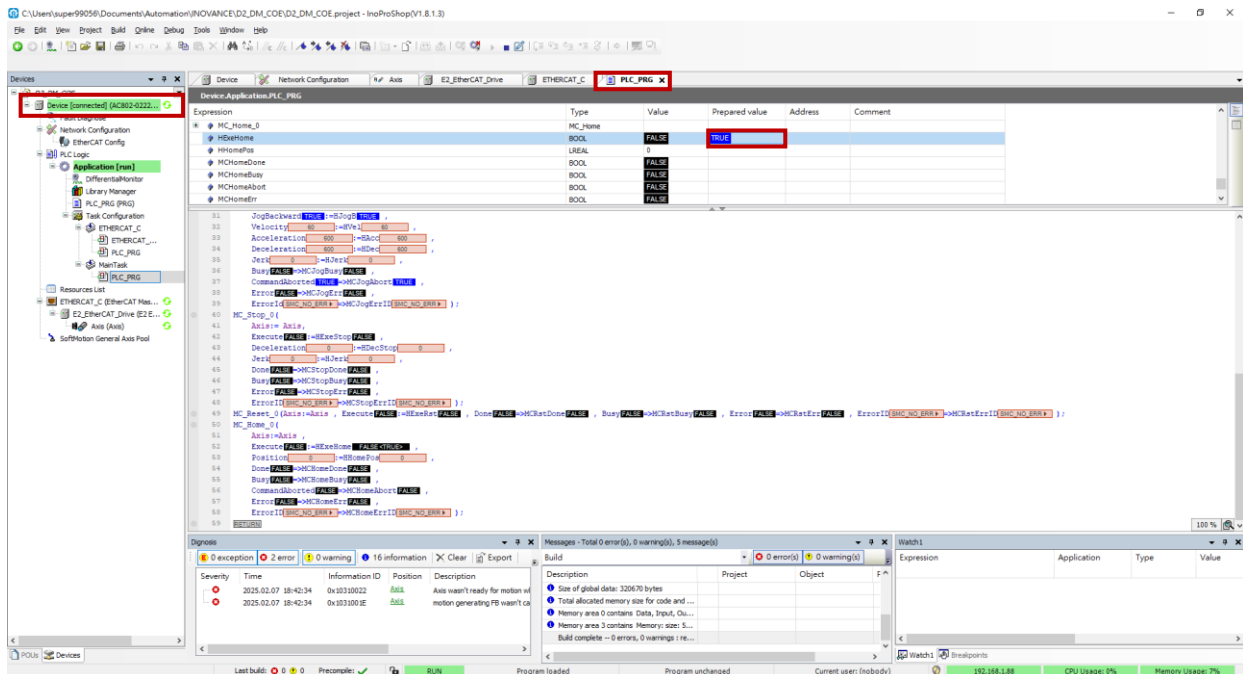 C:\Users\super99056\Documents\Automation\INOVANCE\D2_DM_COE\D2_DM_COE.project - InoProShop(V1.8.1.3)
File Edit View Project Build Online Debug Tools Window Help
Devices
Device Network Configuration Axis E2_EtherCAT_Drive ETHERCAT_C PLC_PRG
D2_DM_COE
Device [connected] (AC802-0222...
Fault Diagnose
Network Configuration
EtherCAT Config
PLC Logic
Application [run]
DifferentialMonitor
Library Manager
PLC_PRG (PRG)
Task Configuration
ETHERCAT_C
ETHERCAT_...
PLC_PRG
MainTask
PLC_PRG
Resources List
ETHERCAT_C (EtherCAT Mas...
E2_EtherCAT_Drive (E2 E...
Axis (Axis)
SoftMotion General Axis Pool
POUs Devices
Device.Application.PLC_PRG
Expression Type Value Prepared value Address Comment
MC_Home_0 MC_Home
HExeHome BOOL FALSE TRUE
HHomePos LREAL 0
MCHomeDone BOOL FALSE
MCHomeBusy BOOL FALSE
MCHomeAbort BOOL FALSE
MCHomeErr BOOL FALSE
31 JogBackward TRUE :=HJogB TRUE ,
32 Velocity 60 :=HVel 60 ,
33 Acceleration 600 :=HAcc 600 ,
34 Deceleration 600 :=HDec 600 ,
35 Jerk 0 :=HJerk 0 ,
36 Busy FALSE =>MCJogBusy FALSE ,
37 CommandAborted TRUE =>MCJogAbort TRUE ,
38 Error FALSE =>MCJogErr FALSE ,
39 ErrorId SMC_NO_ERR =>MCJogErrID SMC_NO_ERR );
40 MC_Stop_0(
41 Axis:= Axis,
42 Execute FALSE :=HExeStop FALSE ,
43 Deceleration 0 :=HDecStop 0 ,
44 Jerk 0 :=HJerk 0 ,
45 Done FALSE =>MCStopDone FALSE ,
46 Busy FALSE =>MCStopBusy FALSE ,
47 Error FALSE =>MCStopErr FALSE ,
48 ErrorID SMC_NO_ERR =>MCStopErrID SMC_NO_ERR );
49 MC_Reset_0(Axis:=Axis , Execute FALSE :=HExeRst FALSE , Done FALSE =>MCRstDone FALSE , Busy FALSE =>MCRstBusy FALSE , Error FALSE =>MCRstErr FALSE , ErrorID SMC_NO_ERR =>MCRstErrID SMC_NO_ERR );
50 MC_Home_0(
51 Axis:=Axis ,
52 Execute FALSE :=HExeHome FALSE<TRUE> ,
53 Position 0 :=HHomePos 0 ,
54 Done FALSE =>MCHomeDone FALSE ,
55 Busy FALSE =>MCHomeBusy FALSE ,
56 CommandAborted FALSE =>MCHomeAbort FALSE ,
57 Error FALSE =>MCHomeErr FALSE ,
58 ErrorID SMC_NO_ERR =>MCHomeErrID SMC_NO_ERR );
59 RETURN
100 %
Dignosis
0 exception 2 error 0 warning 16 information Clear Export
Severity Time Information ID Position Description
2025.02.07 18:42:34 0x10310022 Axis Axis wasn't ready for motion wl
2025.02.07 18:42:34 0x1031001E Axis motion generating FB wasn't ca
Messages - Total 0 error(s), 0 warning(s), 5 message(s)
Build 0 error(s) 0 warning(s)
Description Project Object
Size of global data: 320670 bytes
Total allocated memory size for code and ...
Memory area 0 contains Data, Input, Ou...
Memory area 3 contains Memory: size: 5...
Build complete -- 0 errors, 0 warnings : re...
Watch1
Expression Application Type Value
Watch1 Breakpoints
Last build: 0 0 Precompile: RUN Program loaded Program unchanged Current user: (nobody) 192.168.1.88 CPU Usage: 0% Memory Usage: 7%